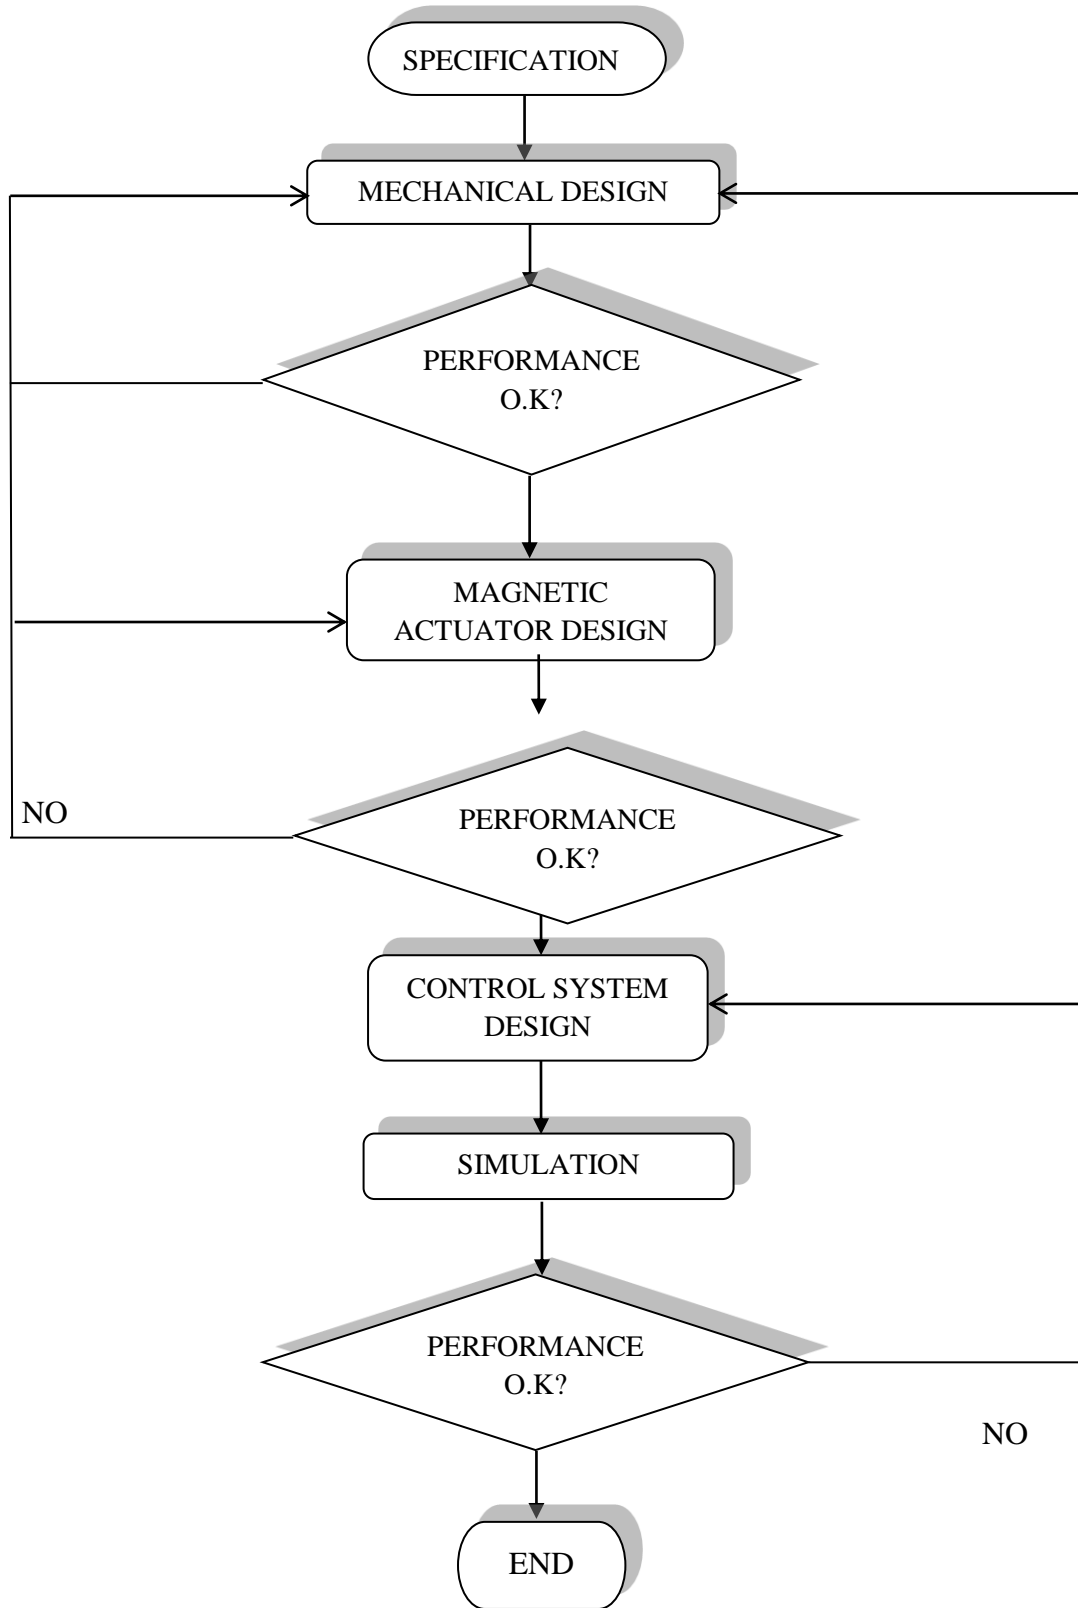 SPECIFICATION
MECHANICAL DESIGN
PERFORMANCE
O.K?
MAGNETIC
ACTUATOR DESIGN
NO
PERFORMANCE
O.K?
CONTROL SYSTEM
DESIGN
SIMULATION
PERFORMANCE
O.K?
NO
END